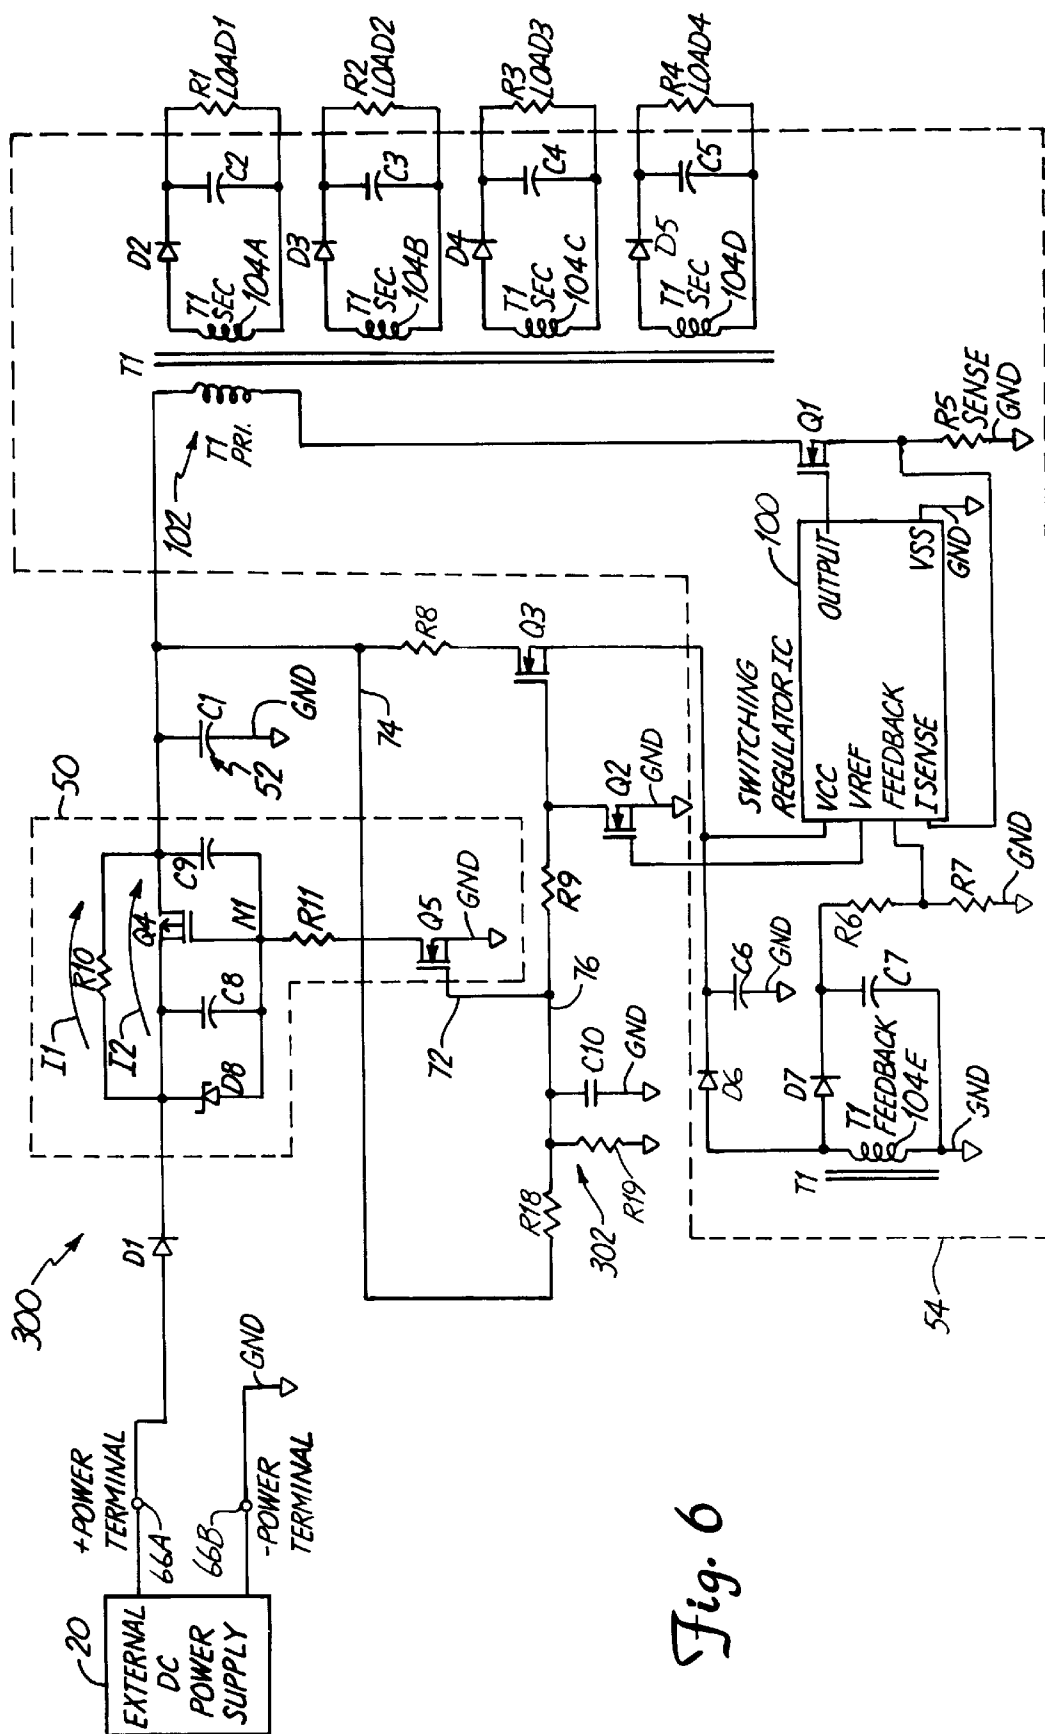 300
20
EXTERNAL
DC
POWER
SUPPLY
+POWER
TERMINAL
66A
66B
-POWER
TERMINAL
GND
D1
50
I1
R10
I2
Q4
D8
C8
C9
N1
R11
Q5
GND
72
C1
52
GND
74
R8
Q3
Q2
GND
R9
76
C10
GND
R18
R19
302
102
T1
PRI.
T1
T1
SEC
104A
D2
C2
R1
LOAD1
T1
SEC
104B
D3
C3
R2
LOAD2
T1
SEC
104C
D4
C4
R3
LOAD3
T1
SEC
104D
D5
C5
R4
LOAD4
Q1
R5
SENSE
GND
100
SWITCHING
REGULATOR IC
OUTPUT
VCC
VREF
FEEDBACK
I SENSE
VSS
GND
D6
C6
GND
D7
T1
FEEDBACK
104E
T1
C7
R6
R7
GND
GND
54
Fig. 6